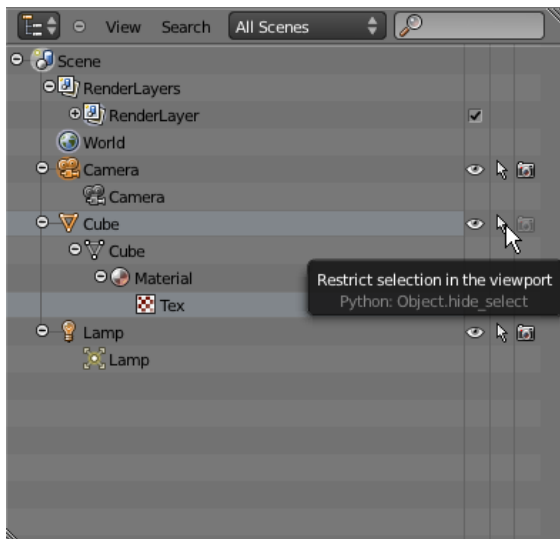 View Search All Scenes
Scene
RenderLayers
RenderLayer
World
Camera
Camera
Cube
Cube
Material
Restrict selection in the viewport
Python: Object.hide_select
Tex
Lamp
Lamp